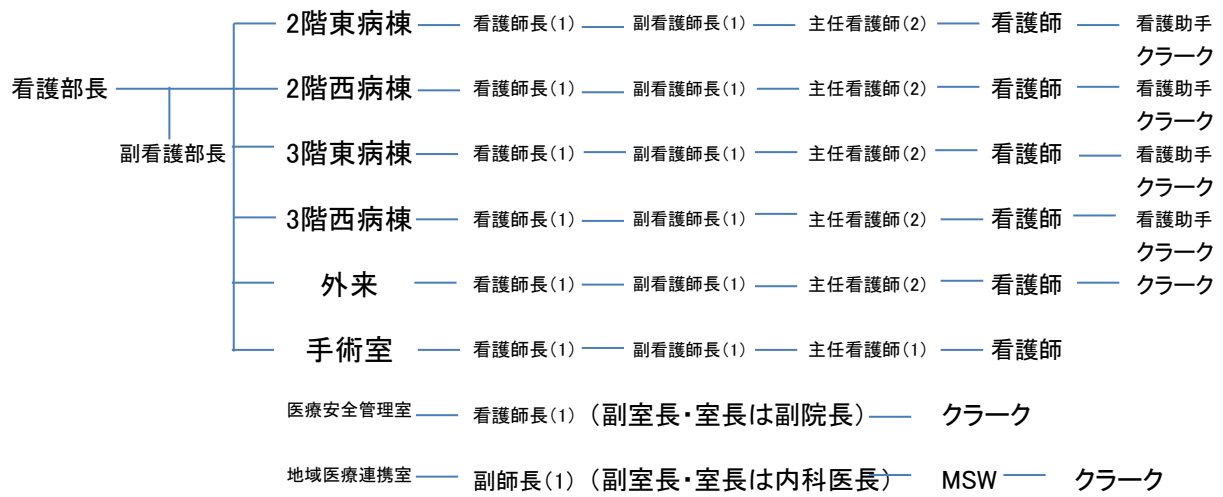 2階東病棟 看護師長(1) 副看護師長(1) 主任看護師(2) 看護師 看護助手
クラーク
看護部長 2階西病棟 看護師長(1) 副看護師長(1) 主任看護師(2) 看護師 看護助手
クラーク
副看護部長 3階東病棟 看護師長(1) 副看護師長(1) 主任看護師(2) 看護師 看護助手
クラーク
3階西病棟 看護師長(1) 副看護師長(1) 主任看護師(2) 看護師 看護助手
クラーク
外来 看護師長(1) 副看護師長(1) 主任看護師(2) 看護師 クラーク
手術室 看護師長(1) 副看護師長(1) 主任看護師(1) 看護師
医療安全管理室 看護師長(1) (副室長・室長は副院長) クラーク
地域医療連携室 副師長(1) (副室長・室長は内科医長) MSW クラーク